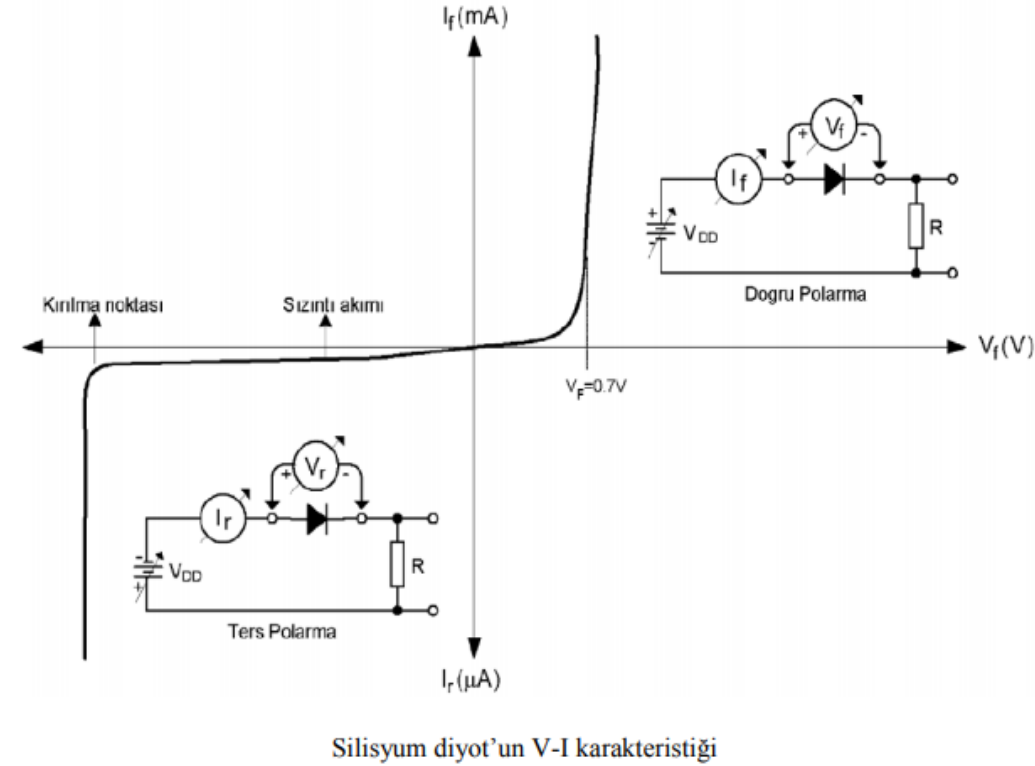 If(mA)
+ Vf -
If
+
-
VDD
R
Dogru Polarma
Kırılma noktası
Sızıntı akımı
Vf(V)
VF=0.7V
+ Vr -
Ir
-
+
VDD
R
Ters Polarma
Ir(μA)
Silisyum diyot’un V-I karakteristiği